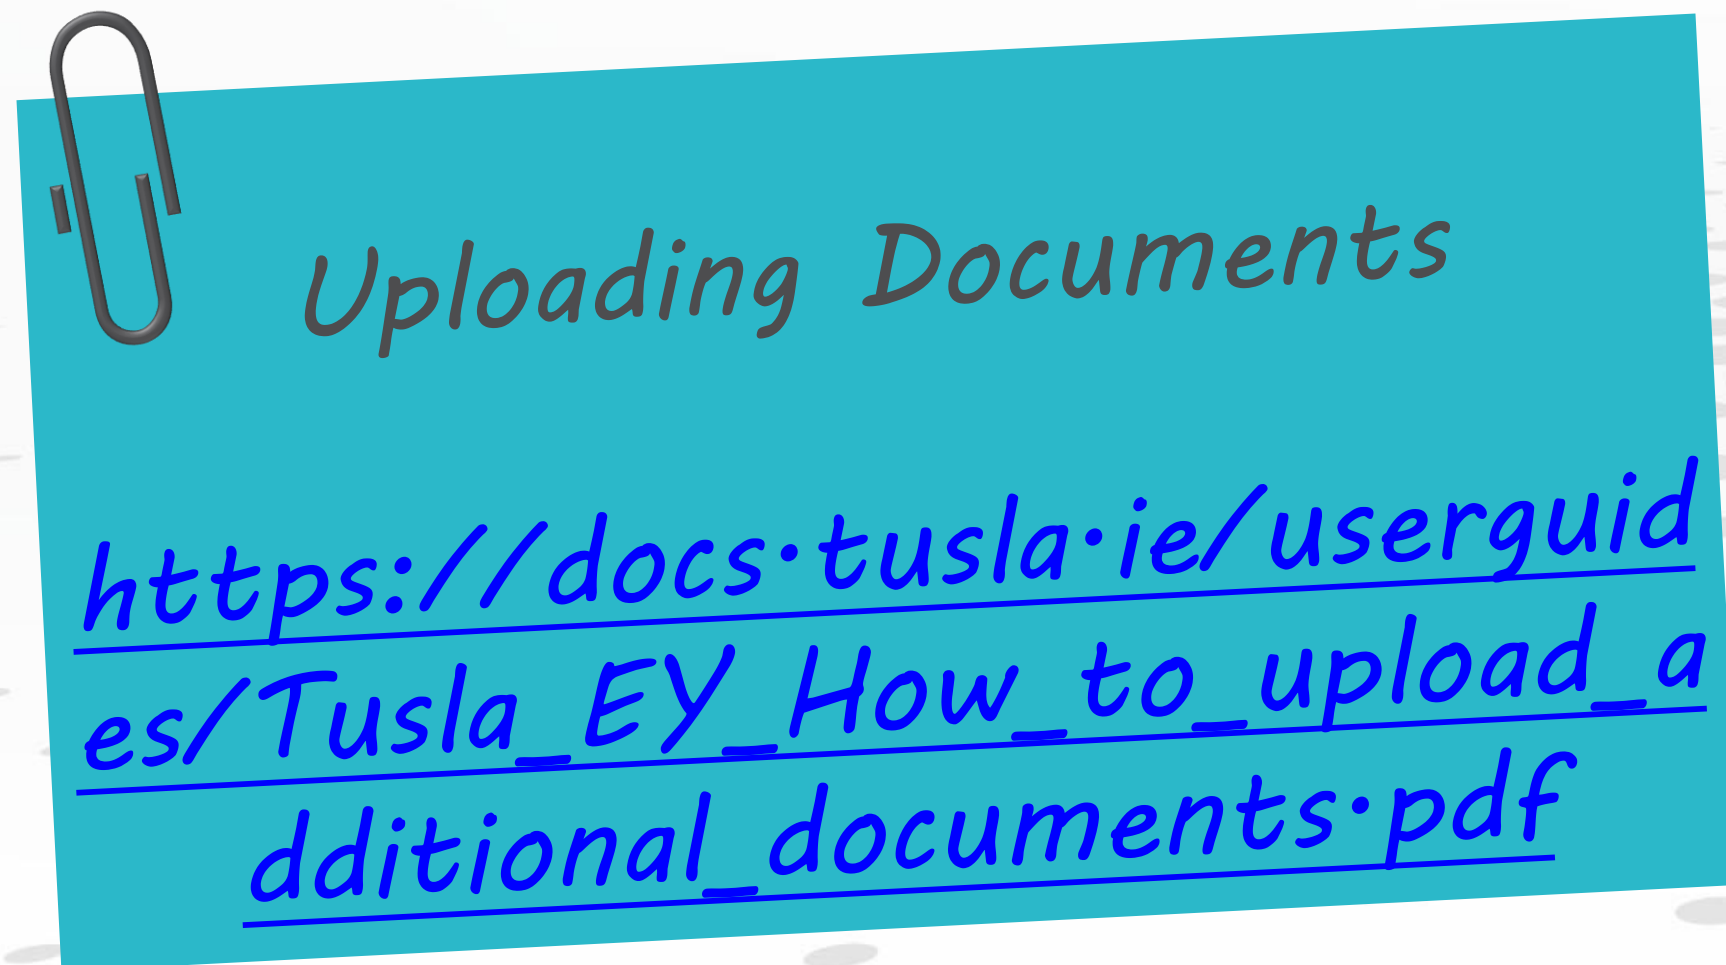 Uploading Documents
https://docs.tusla.ie/userguid
es/Tusla_EY_How_to_upload_a
dditional_documents.pdf